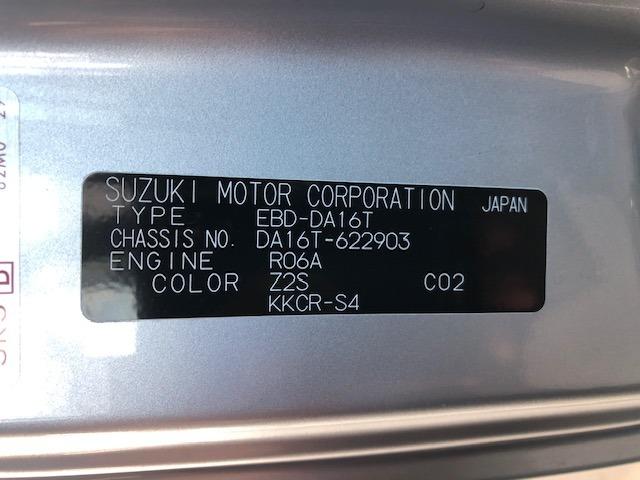 SUZUKI MOTOR CORPORATION JAPAN
TYPE EBD-DA16T
CHASSIS NO. DA16T-622903
ENGINE R06A
COLOR Z2S C02
KKCR-S4